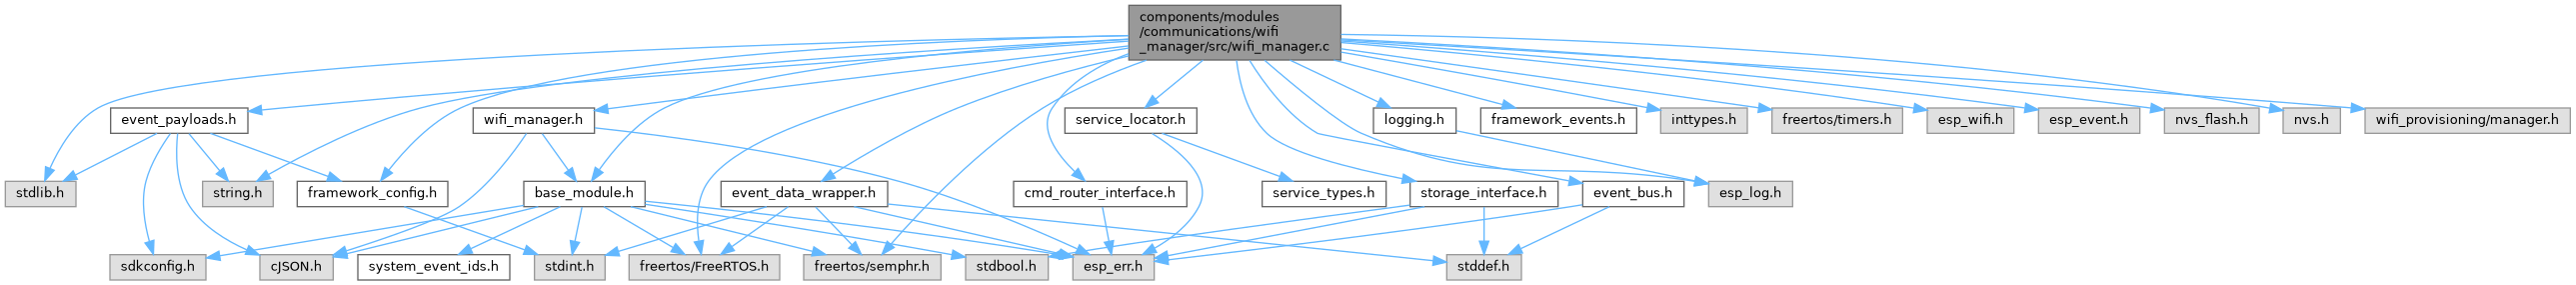 components/modules
/communications/wifi
_manager/src/wifi_manager.c
event_payloads.h
wifi_manager.h
service_locator.h
logging.h
framework_events.h
inttypes.h
freertos/timers.h
esp_wifi.h
esp_event.h
nvs_flash.h
nvs.h
wifi_provisioning/manager.h
stdlib.h
string.h
framework_config.h
base_module.h
event_data_wrapper.h
cmd_router_interface.h
service_types.h
storage_interface.h
event_bus.h
esp_log.h
sdkconfig.h
cJSON.h
system_event_ids.h
stdint.h
freertos/FreeRTOS.h
freertos/semphr.h
stdbool.h
esp_err.h
stddef.h